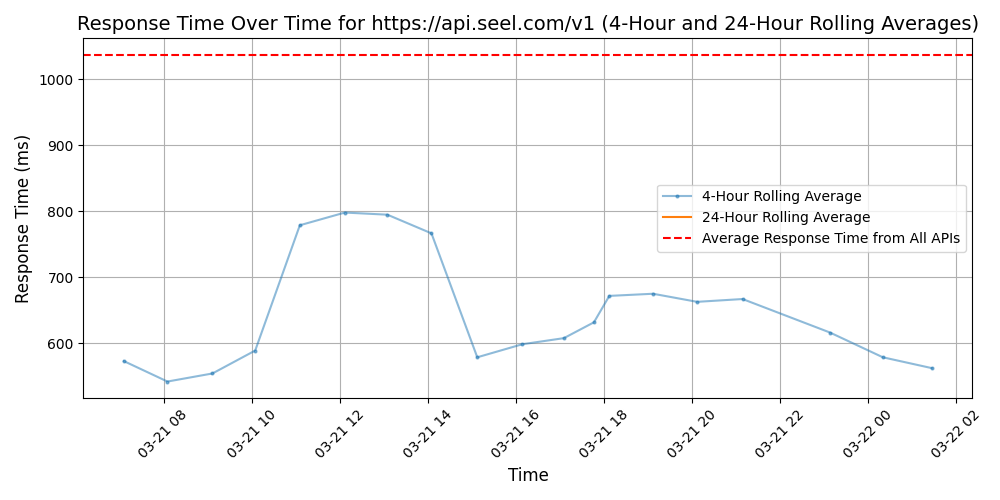 Response Time Over Time for https://api.seel.com/v1 (4-Hour and 24-Hour Rolling Averages)
Response Time (ms)
1000
900
800
700
600
4-Hour Rolling Average
24-Hour Rolling Average
Average Response Time from All APIs
03-21 08
03-21 10
03-21 12
03-21 14
03-21 16
03-21 18
03-21 20
03-21 22
03-22 00
03-22 02
Time